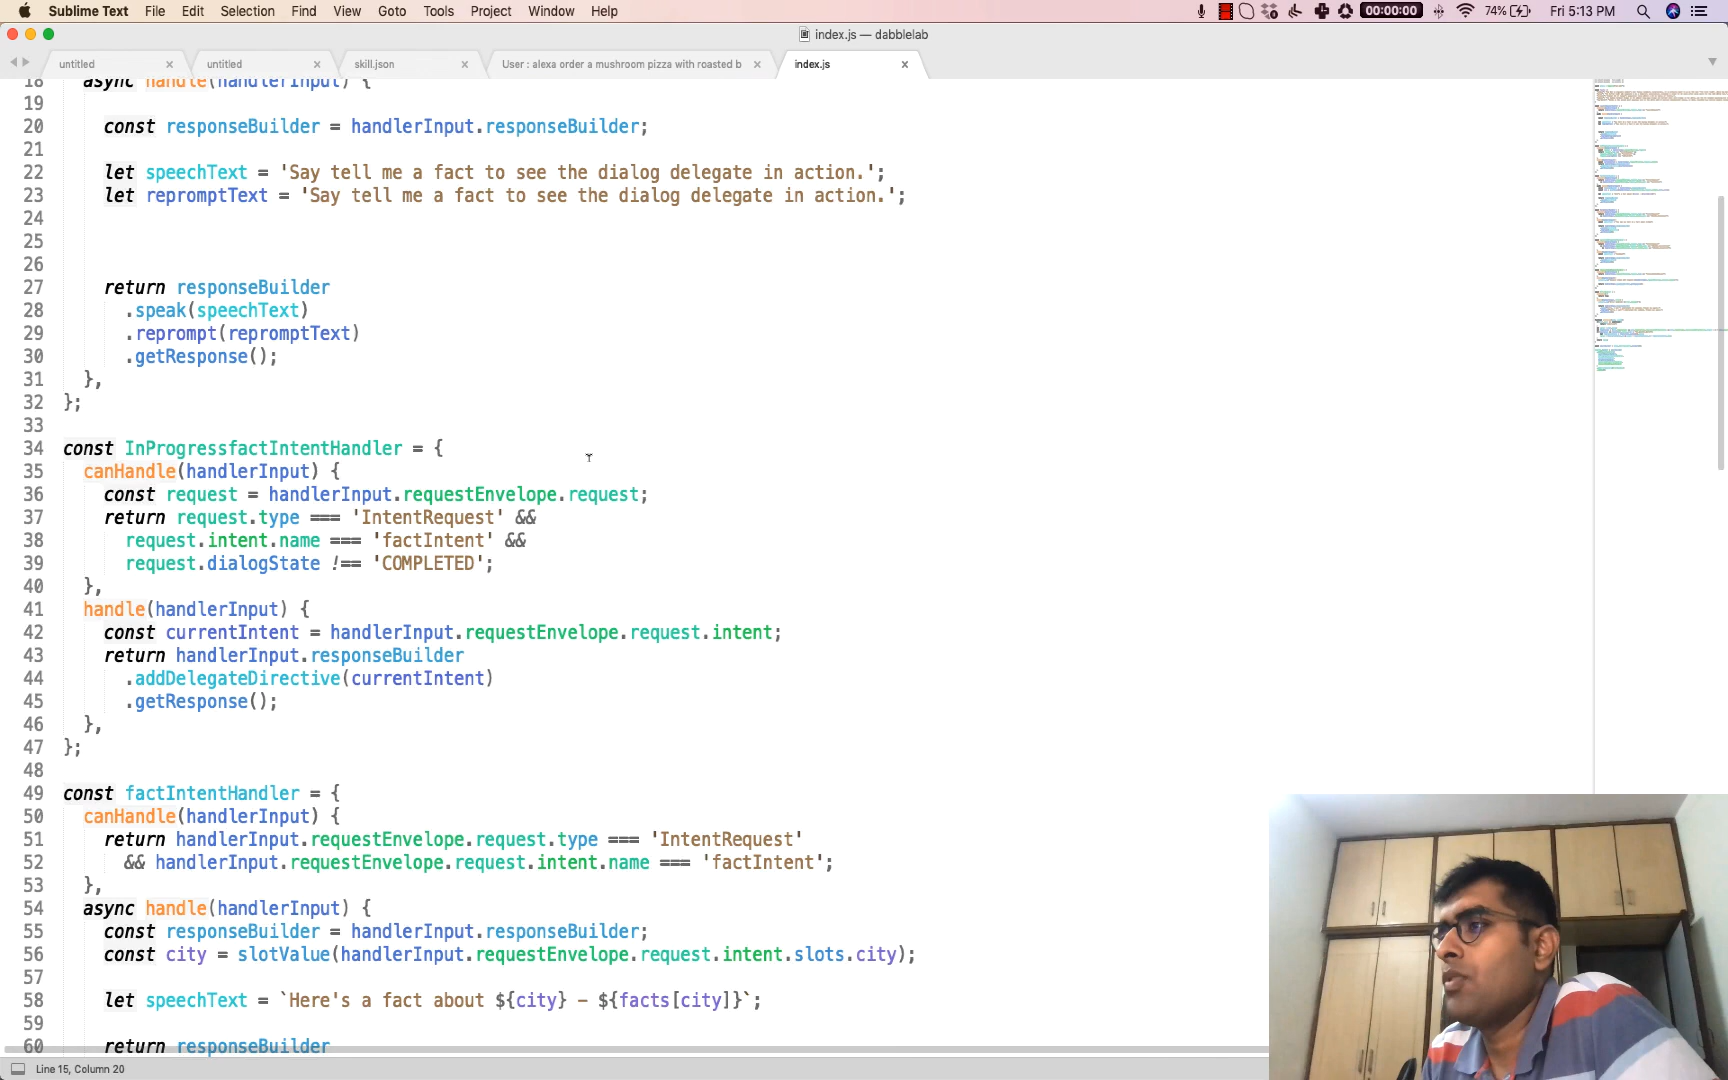 Sublime Text File Edit Selection Find View Goto Tools Project Window Help 00:00:00 74% Fri 5:13 PM
index.js — dabblelab
untitled × untitled × skill.json × User : alexa order a mushroom pizza with roasted b × index.js ×
18 async handle(handlerInput) {
19
20 const responseBuilder = handlerInput.responseBuilder;
21
22 let speechText = 'Say tell me a fact to see the dialog delegate in action.';
23 let repromptText = 'Say tell me a fact to see the dialog delegate in action.';
24
25
26
27 return responseBuilder
28 .speak(speechText)
29 .reprompt(repromptText)
30 .getResponse();
31 },
32 };
33
34 const InProgressfactIntentHandler = {
35 canHandle(handlerInput) {
36 const request = handlerInput.requestEnvelope.request;
37 return request.type === 'IntentRequest' &&
38 request.intent.name === 'factIntent' &&
39 request.dialogState !== 'COMPLETED';
40 },
41 handle(handlerInput) {
42 const currentIntent = handlerInput.requestEnvelope.request.intent;
43 return handlerInput.responseBuilder
44 .addDelegateDirective(currentIntent)
45 .getResponse();
46 },
47 };
48
49 const factIntentHandler = {
50 canHandle(handlerInput) {
51 return handlerInput.requestEnvelope.request.type === 'IntentRequest'
52 && handlerInput.requestEnvelope.request.intent.name === 'factIntent';
53 },
54 async handle(handlerInput) {
55 const responseBuilder = handlerInput.responseBuilder;
56 const city = slotValue(handlerInput.requestEnvelope.request.intent.slots.city);
57
58 let speechText = `Here's a fact about ${city} - ${facts[city]}`;
59
60 return responseBuilder
Line 15, Column 20